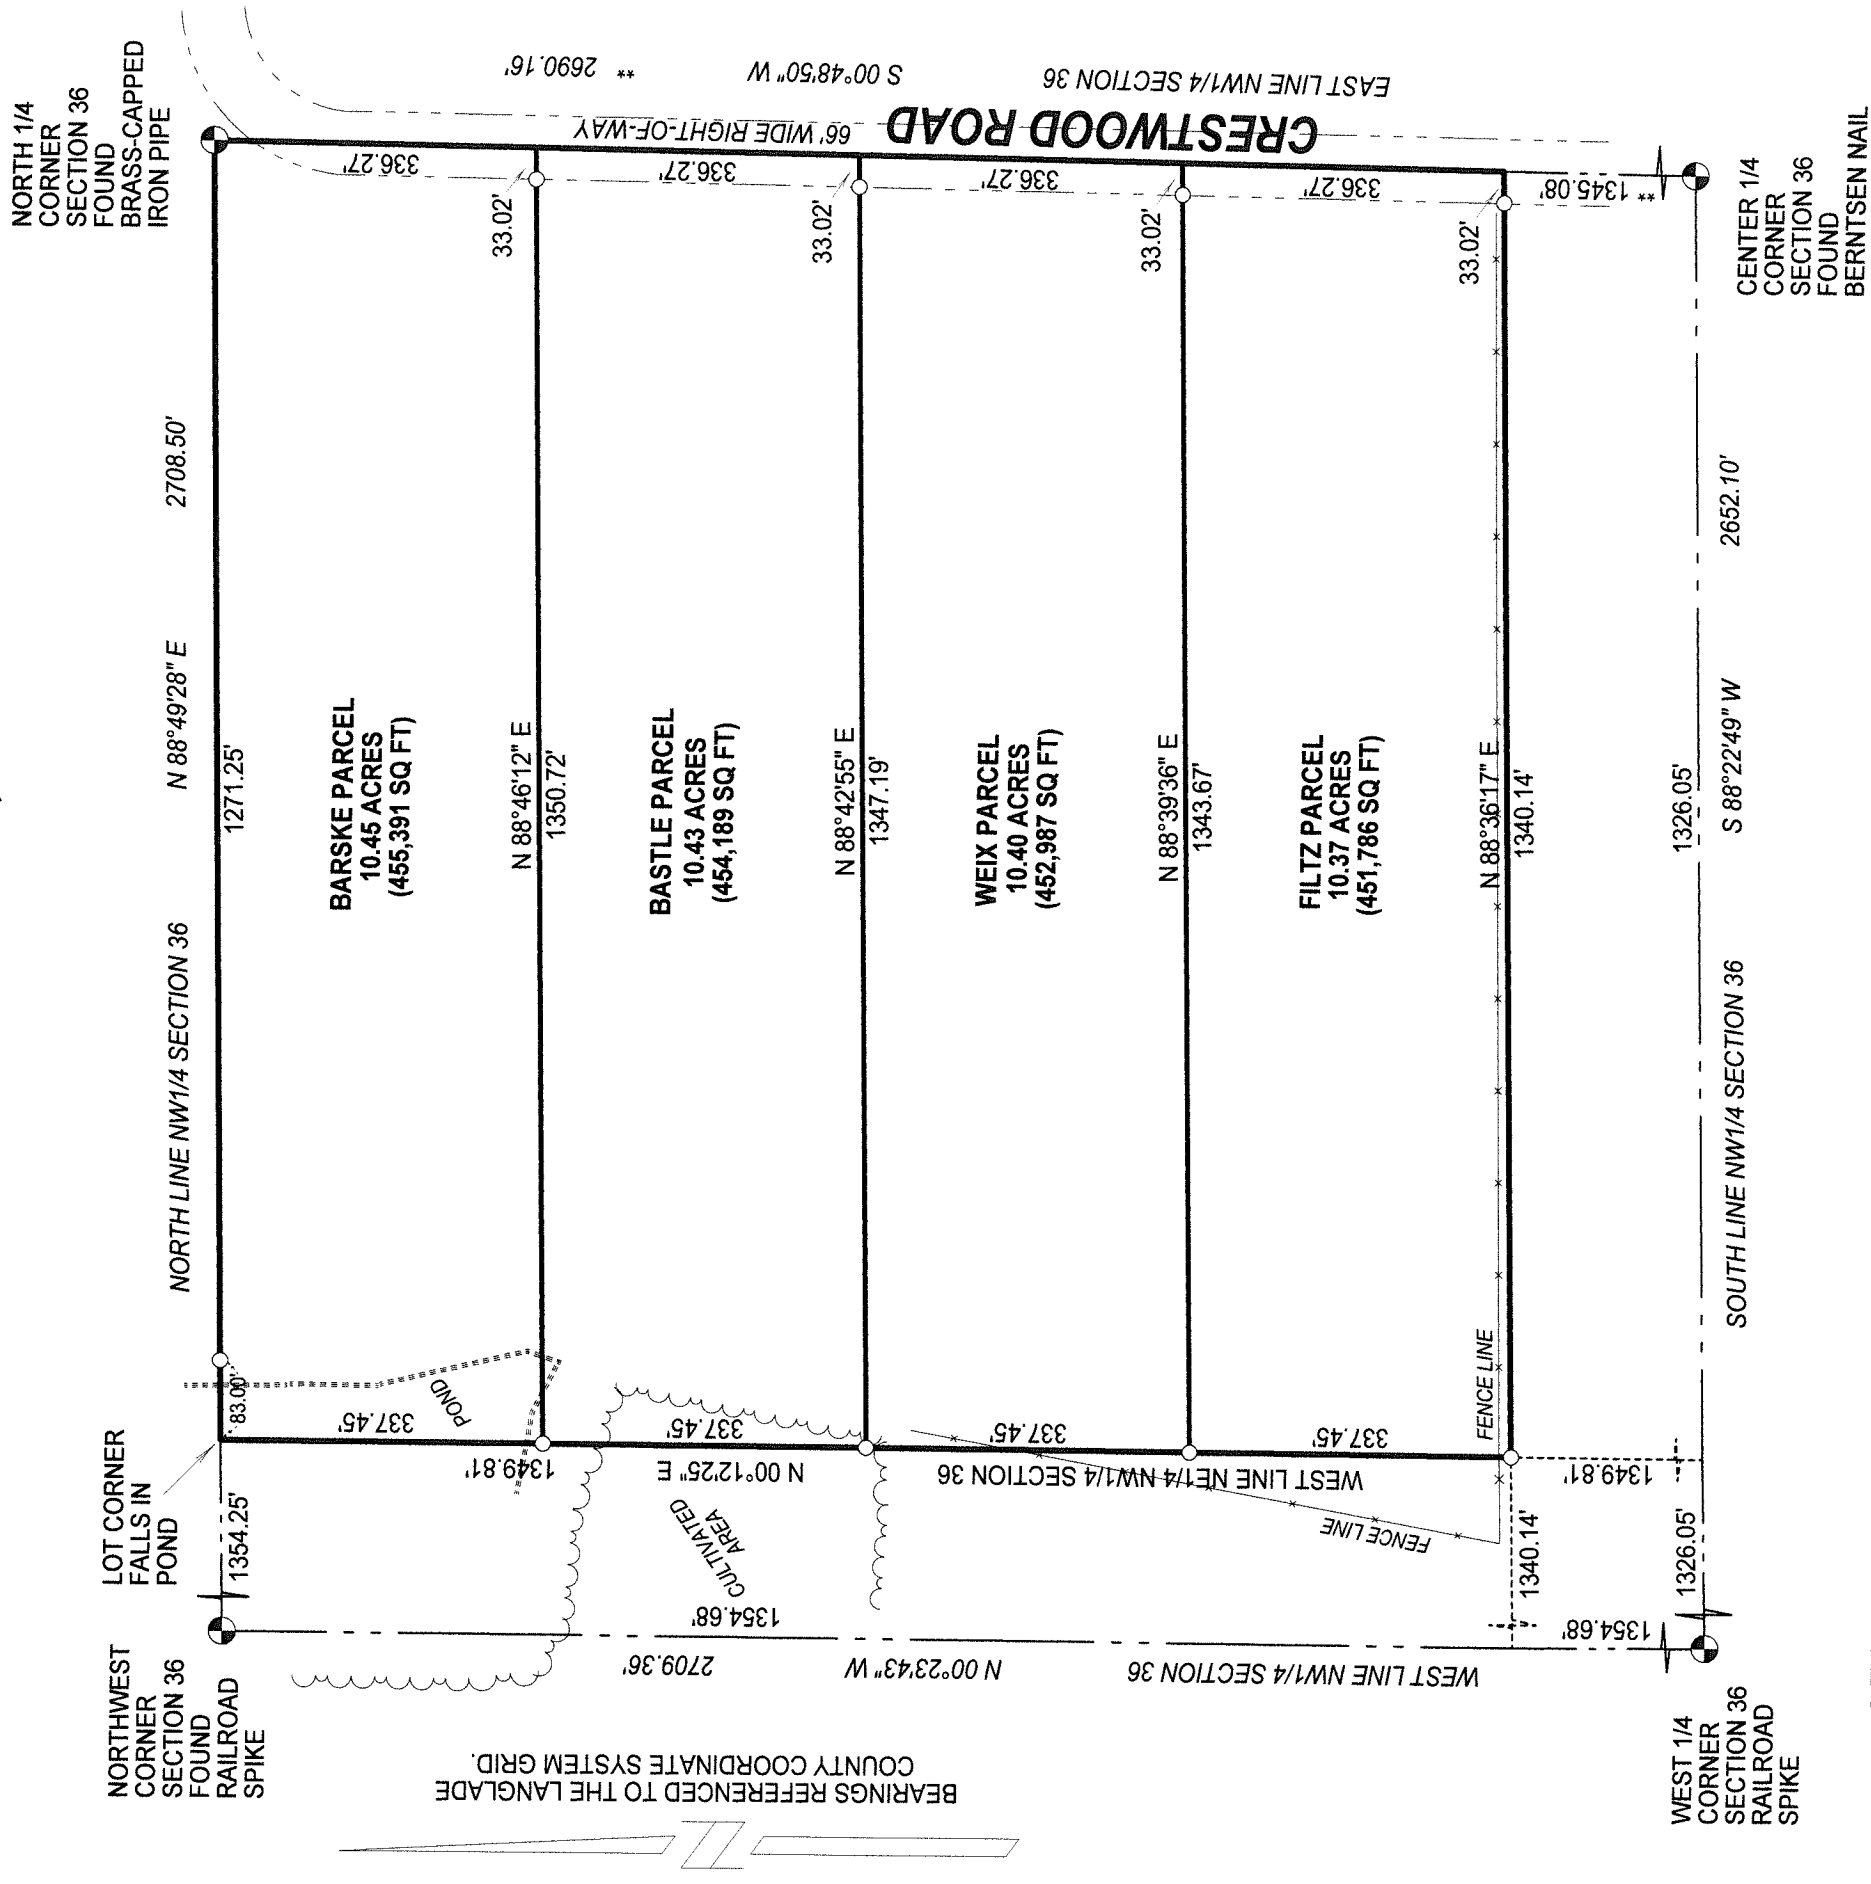 NORTH 1/4
CORNER
SECTION 36
FOUND
BRASS-CAPPED
IRON PIPE
N 88°49'28" E
2708.50'
NORTH LINE NW1/4 SECTION 36
1271.25'
83.00'
LOT CORNER
FALLS IN
POND
1354.25'
NORTHWEST
CORNER
SECTION 36
FOUND
RAILROAD
SPIKE
EAST LINE NW1/4 SECTION 36
S 00°48'50" W
** 2690.16'
CRESTWOOD ROAD
66' WIDE RIGHT-OF-WAY
336.27'
336.27'
336.27'
336.27'
** 1345.08'
33.02'
33.02'
33.02'
33.02'
BARSKE PARCEL
10.45 ACRES
(455,391 SQ FT)
N 88°46'12" E
1350.72'
BASTLE PARCEL
10.43 ACRES
(454,189 SQ FT)
N 88°42'55" E
1347.19'
WEIX PARCEL
10.40 ACRES
(452,987 SQ FT)
N 88°39'36" E
1343.67'
FILTZ PARCEL
10.37 ACRES
(451,786 SQ FT)
N 88°36'17" E
1340.14'
POND
337.45'
337.45'
337.45'
337.45'
1349.81'
N 00°12'25" E
WEST LINE NE1/4 NW1/4 SECTION 36
1349.81'
FENCE LINE
FENCE LINE
CULTIVATED
AREA
1354.68'
1354.68'
1340.14'
2709.36'
N 00°23'43" W
WEST LINE NW1/4 SECTION 36
BEARINGS REFERENCED TO THE LANGLADE
COUNTY COORDINATE SYSTEM GRID.
N
CENTER 1/4
CORNER
SECTION 36
FOUND
BERNTSEN NAIL
1326.05'
2652.10'
S 88°22'49" W
SOUTH LINE NW1/4 SECTION 36
1326.05'
WEST 1/4
CORNER
SECTION 36
RAILROAD
SPIKE